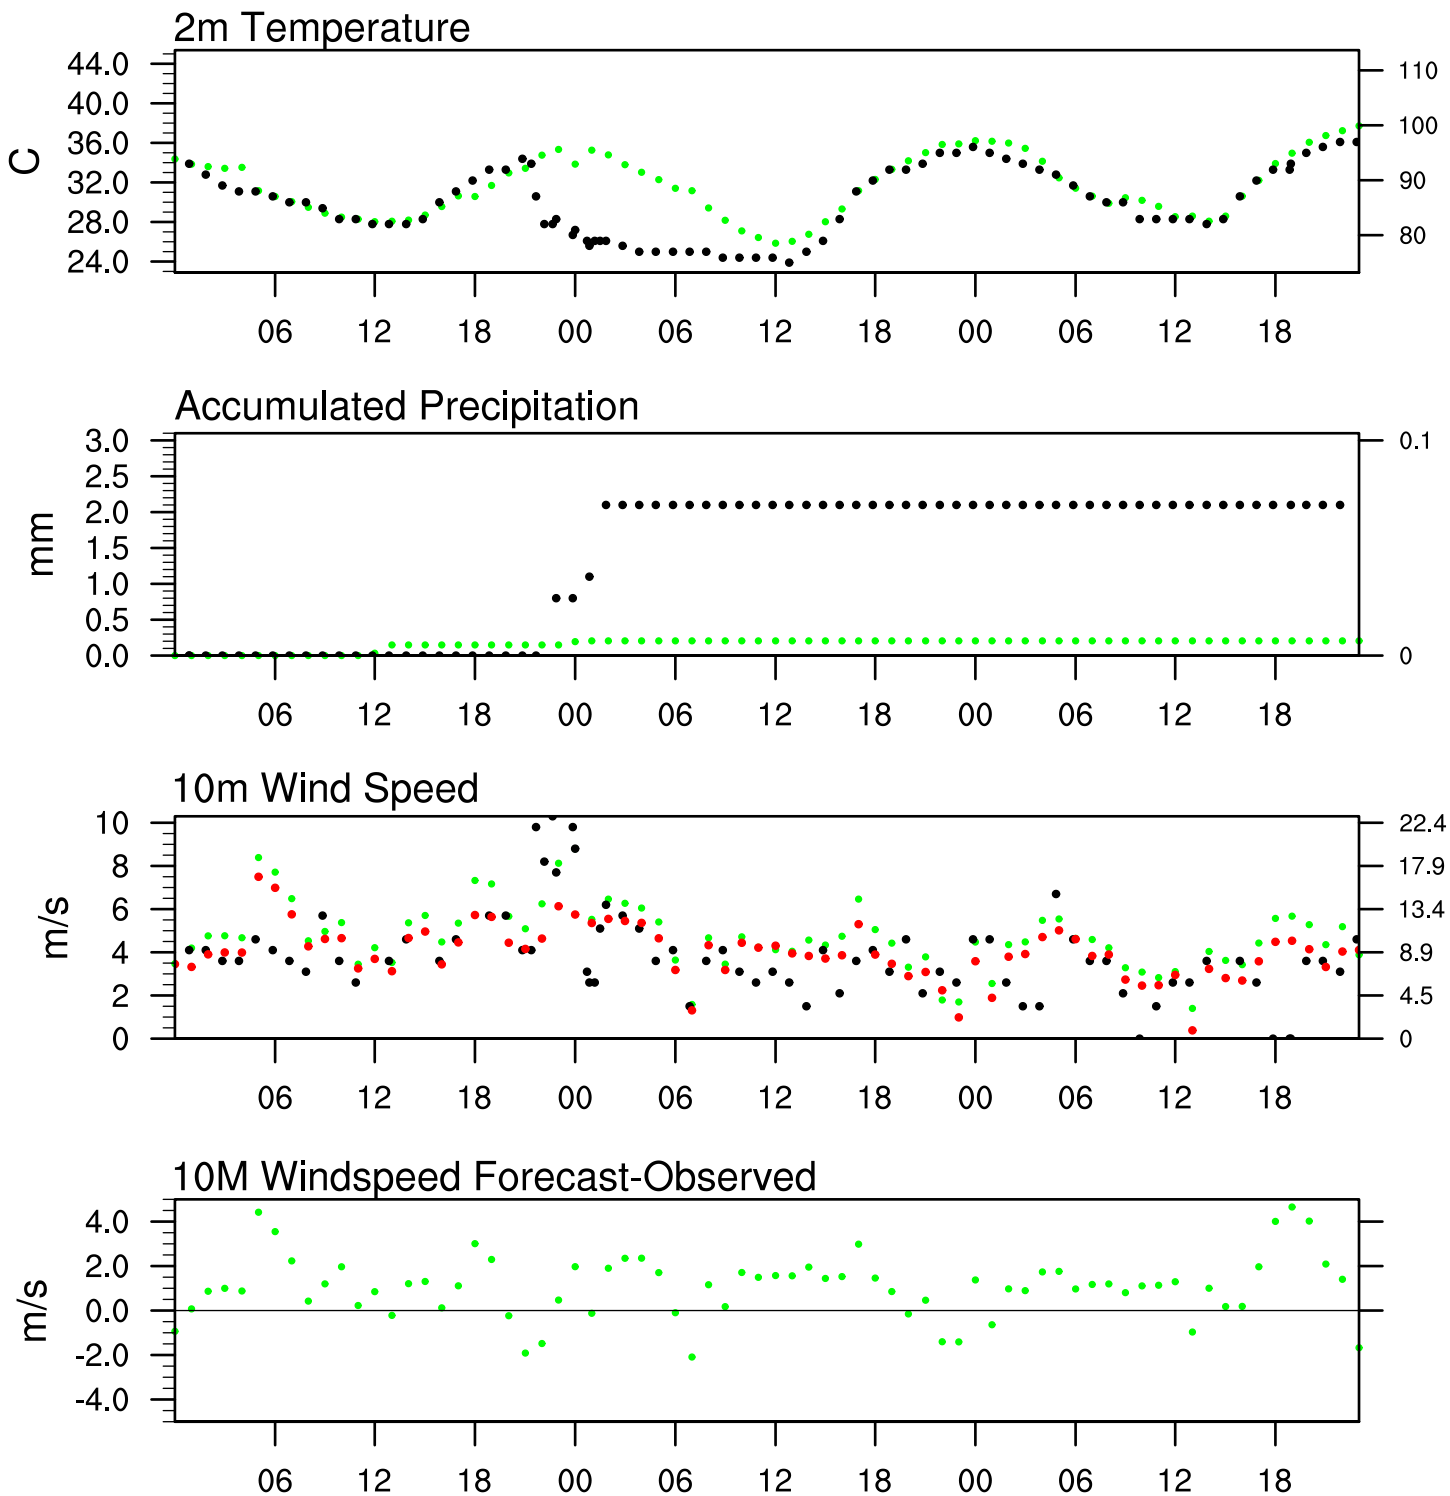 2m Temperature
44.0 110
40.0 100
36.0
C
32.0 90
28.0
24.0 80
06 12 18 00 06 12 18 00 06 12 18
Accumulated Precipitation
3.0 0.1
2.5
2.0
mm
1.5
1.0
0.5
0.0 0
06 12 18 00 06 12 18 00 06 12 18
10m Wind Speed
10 22.4
8 17.9
6 13.4
m/s
4 8.9
2 4.5
0 0
06 12 18 00 06 12 18 00 06 12 18
10M Windspeed Forecast-Observed
4.0
2.0
m/s
0.0
-2.0
-4.0
06 12 18 00 06 12 18 00 06 12 18